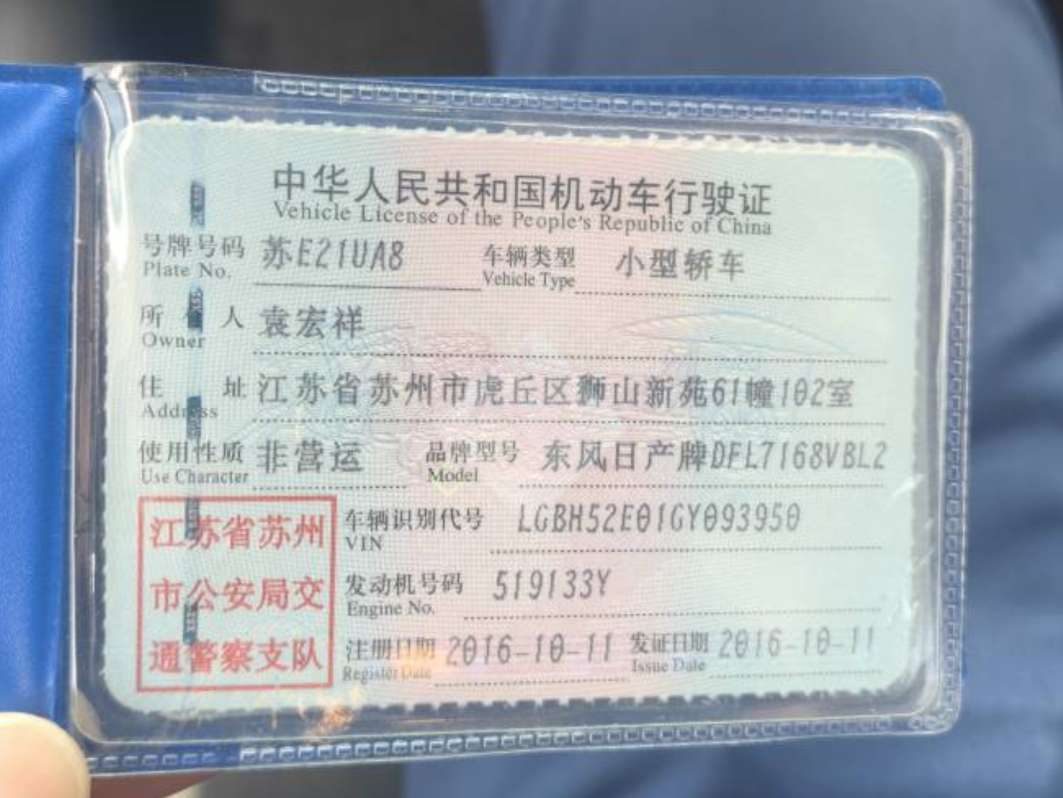 中华人民共和国机动车行驶证
Vehicle License of the People's Republic of China
号牌号码 苏E21UA8 车辆类型 小型轿车
Plate No. Vehicle Type
所 人 袁宏祥
Owner
住 址 江苏省苏州市虎丘区狮山新苑61幢102室
Address
使用性质 非营运 品牌型号 东风日产牌DFL7168VBL2
Use Character Model
江苏省苏州
市公安局交
通警察支队
车辆识别代号 LGBH52E01GY093950
VIN
发动机号码 519133Y
Engine No.
注册日期 2016-10-11 发证日期 2016-10-11
Register Date Issue Date